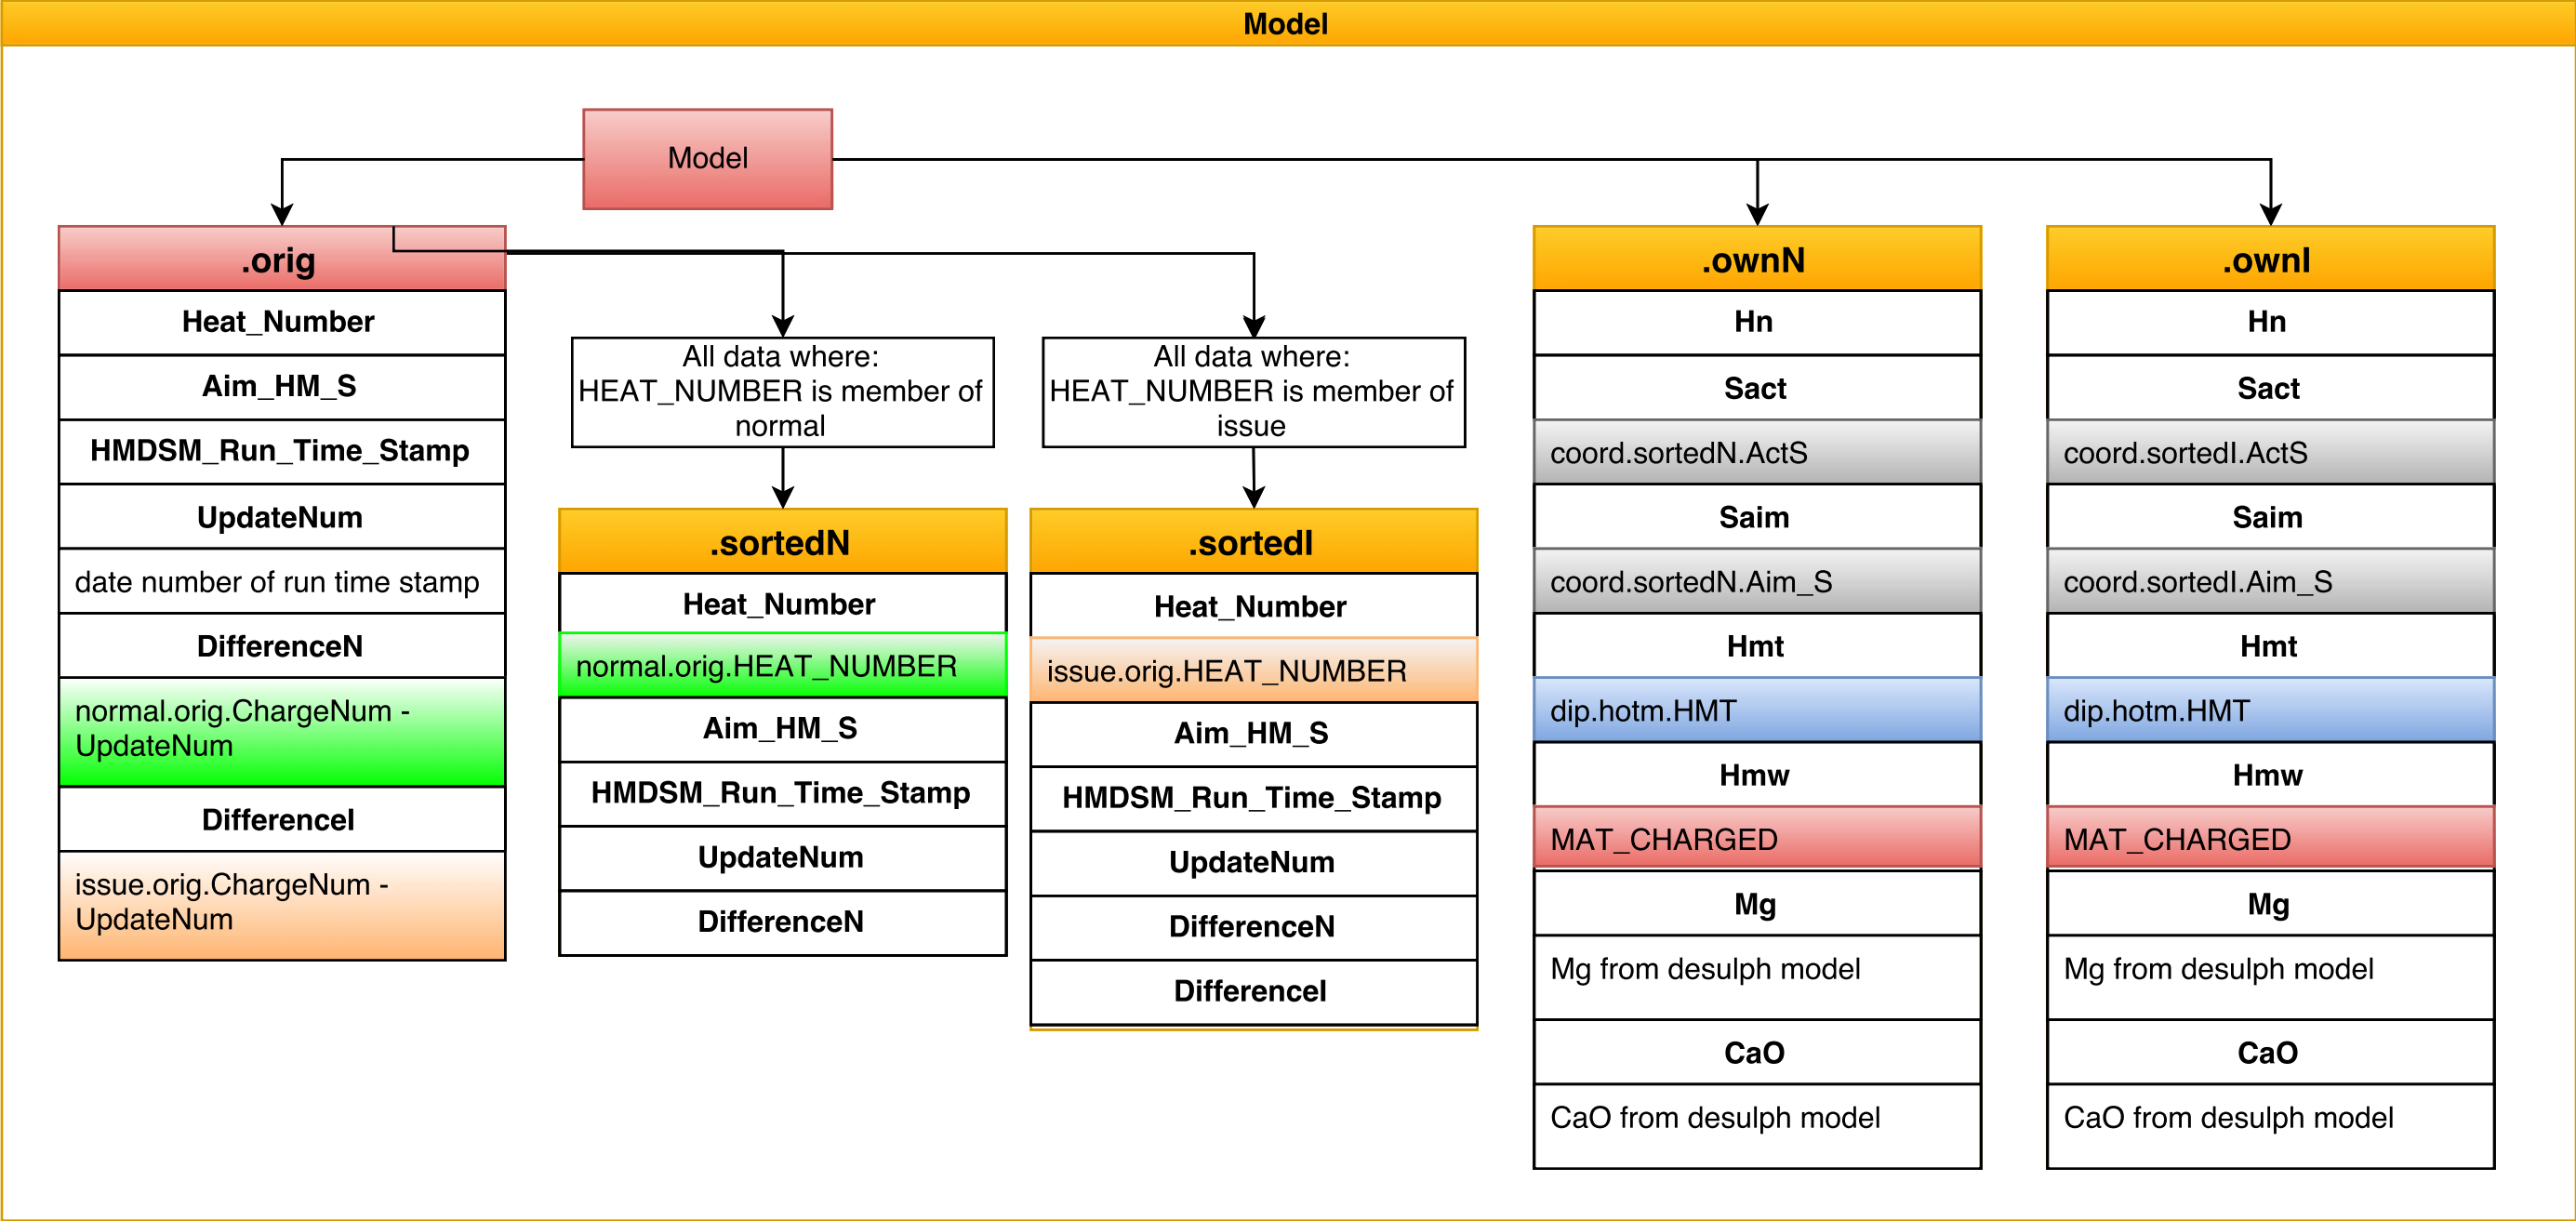 Model
Model
.orig
Heat_Number
Aim_HM_S
HMDSM_Run_Time_Stamp
UpdateNum
date number of run time stamp
DifferenceN
normal.orig.ChargeNum -
UpdateNum
DifferenceI
issue.orig.ChargeNum -
UpdateNum
All data where:
HEAT_NUMBER is member of
normal
.sortedN
Heat_Number
normal.orig.HEAT_NUMBER
Aim_HM_S
HMDSM_Run_Time_Stamp
UpdateNum
DifferenceN
All data where:
HEAT_NUMBER is member of
issue
.sortedI
Heat_Number
issue.orig.HEAT_NUMBER
Aim_HM_S
HMDSM_Run_Time_Stamp
UpdateNum
DifferenceN
DifferenceI
.ownN
Hn
Sact
coord.sortedN.ActS
Saim
coord.sortedN.Aim_S
Hmt
dip.hotm.HMT
Hmw
MAT_CHARGED
Mg
Mg from desulph model
CaO
CaO from desulph model
.ownI
Hn
Sact
coord.sortedI.ActS
Saim
coord.sortedI.Aim_S
Hmt
dip.hotm.HMT
Hmw
MAT_CHARGED
Mg
Mg from desulph model
CaO
CaO from desulph model